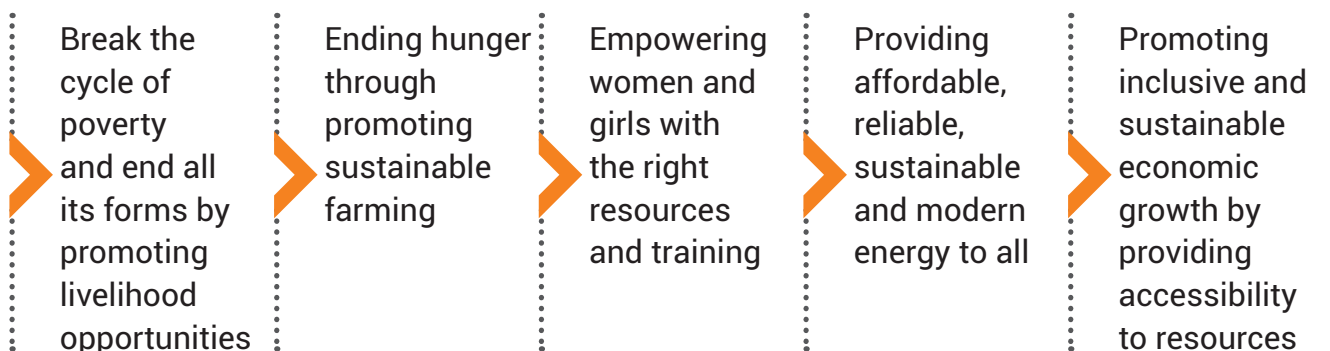 Break the
cycle of
poverty
and end all
its forms by
promoting
livelihood
opportunities
Ending hunger
through
promoting
sustainable
farming
Empowering
women and
girls with
the right
resources
and training
Providing
affordable,
reliable,
sustainable
and modern
energy to all
Promoting
inclusive and
sustainable
economic
growth by
providing
accessibility
to resources